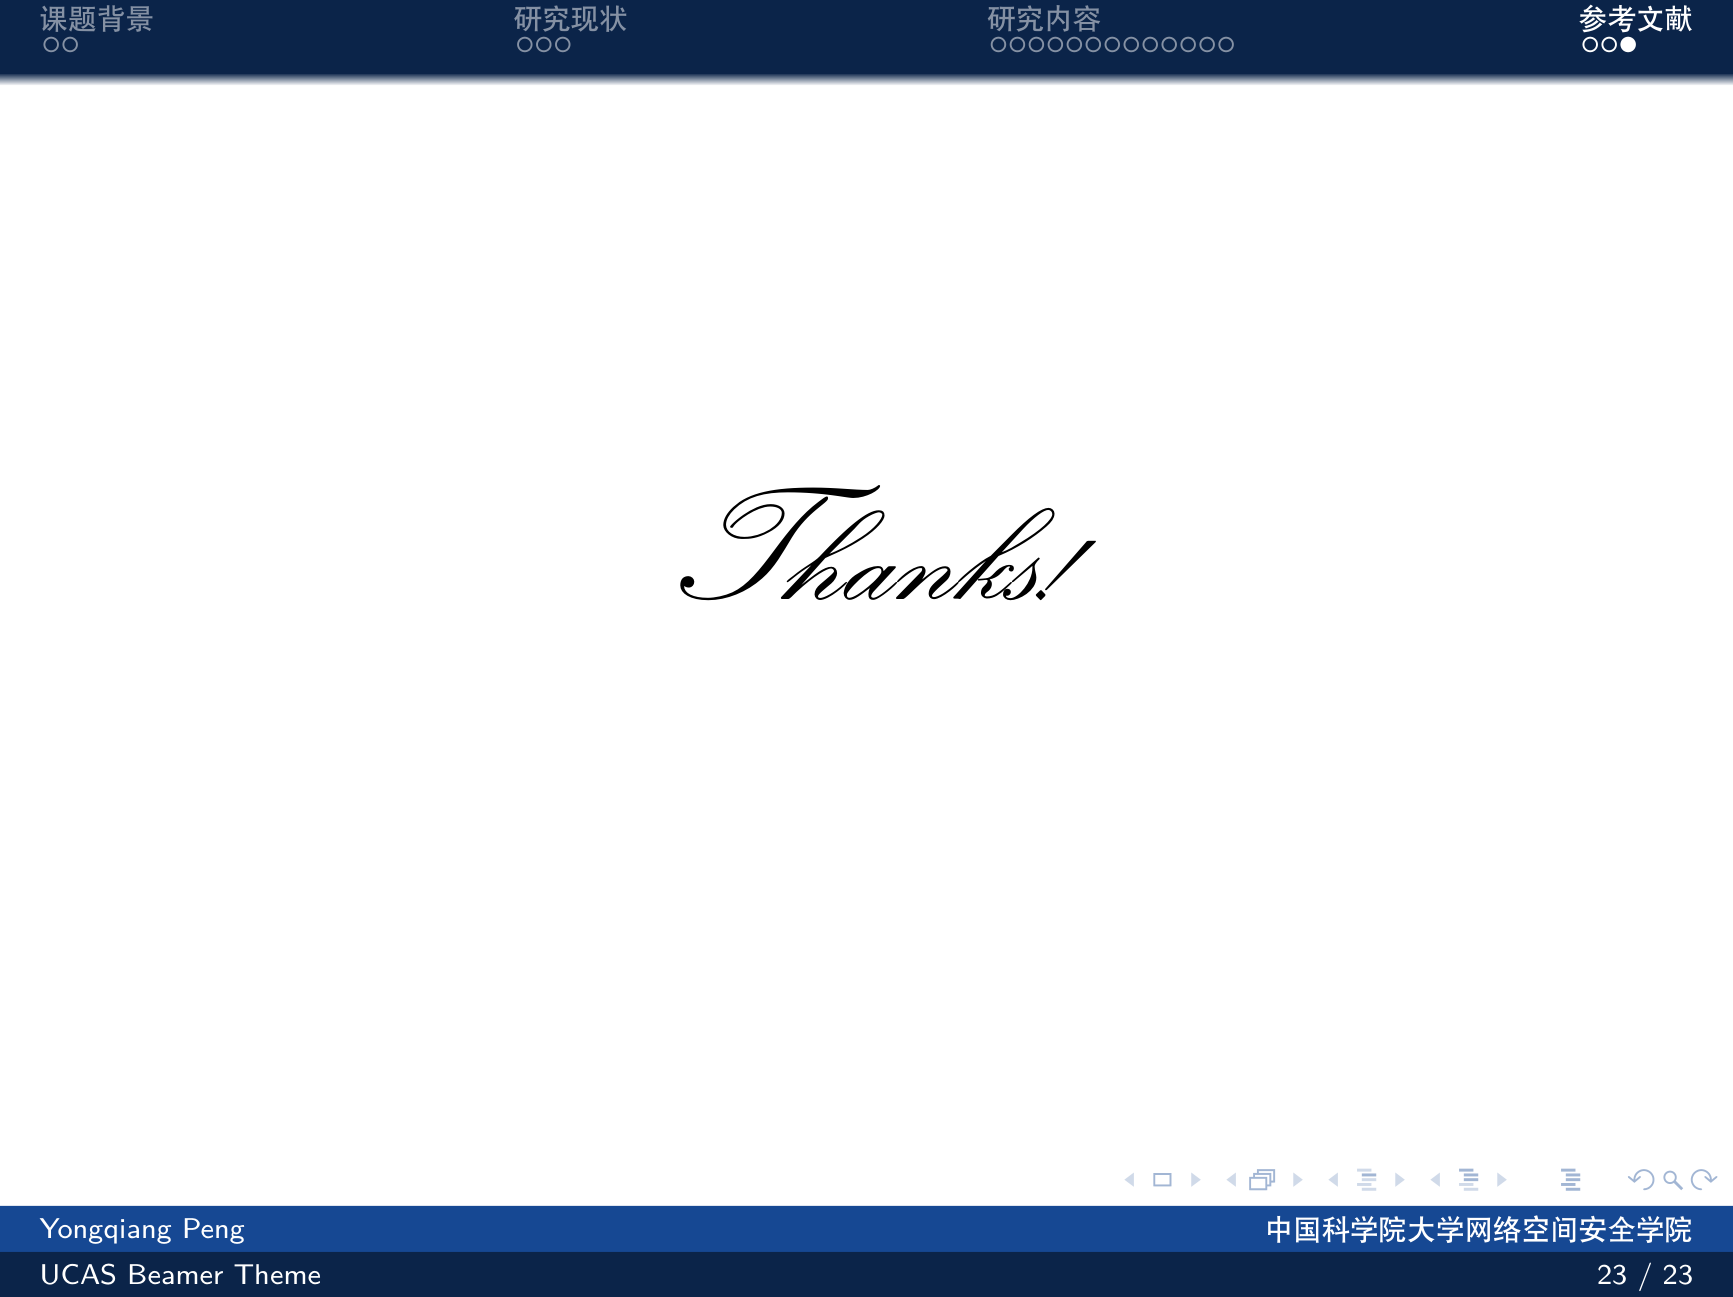 课题背景
研究现状
研究内容
参考文献
Thanks!
Yongqiang Peng
中国科学院大学网络空间安全学院
UCAS Beamer Theme
23 / 23